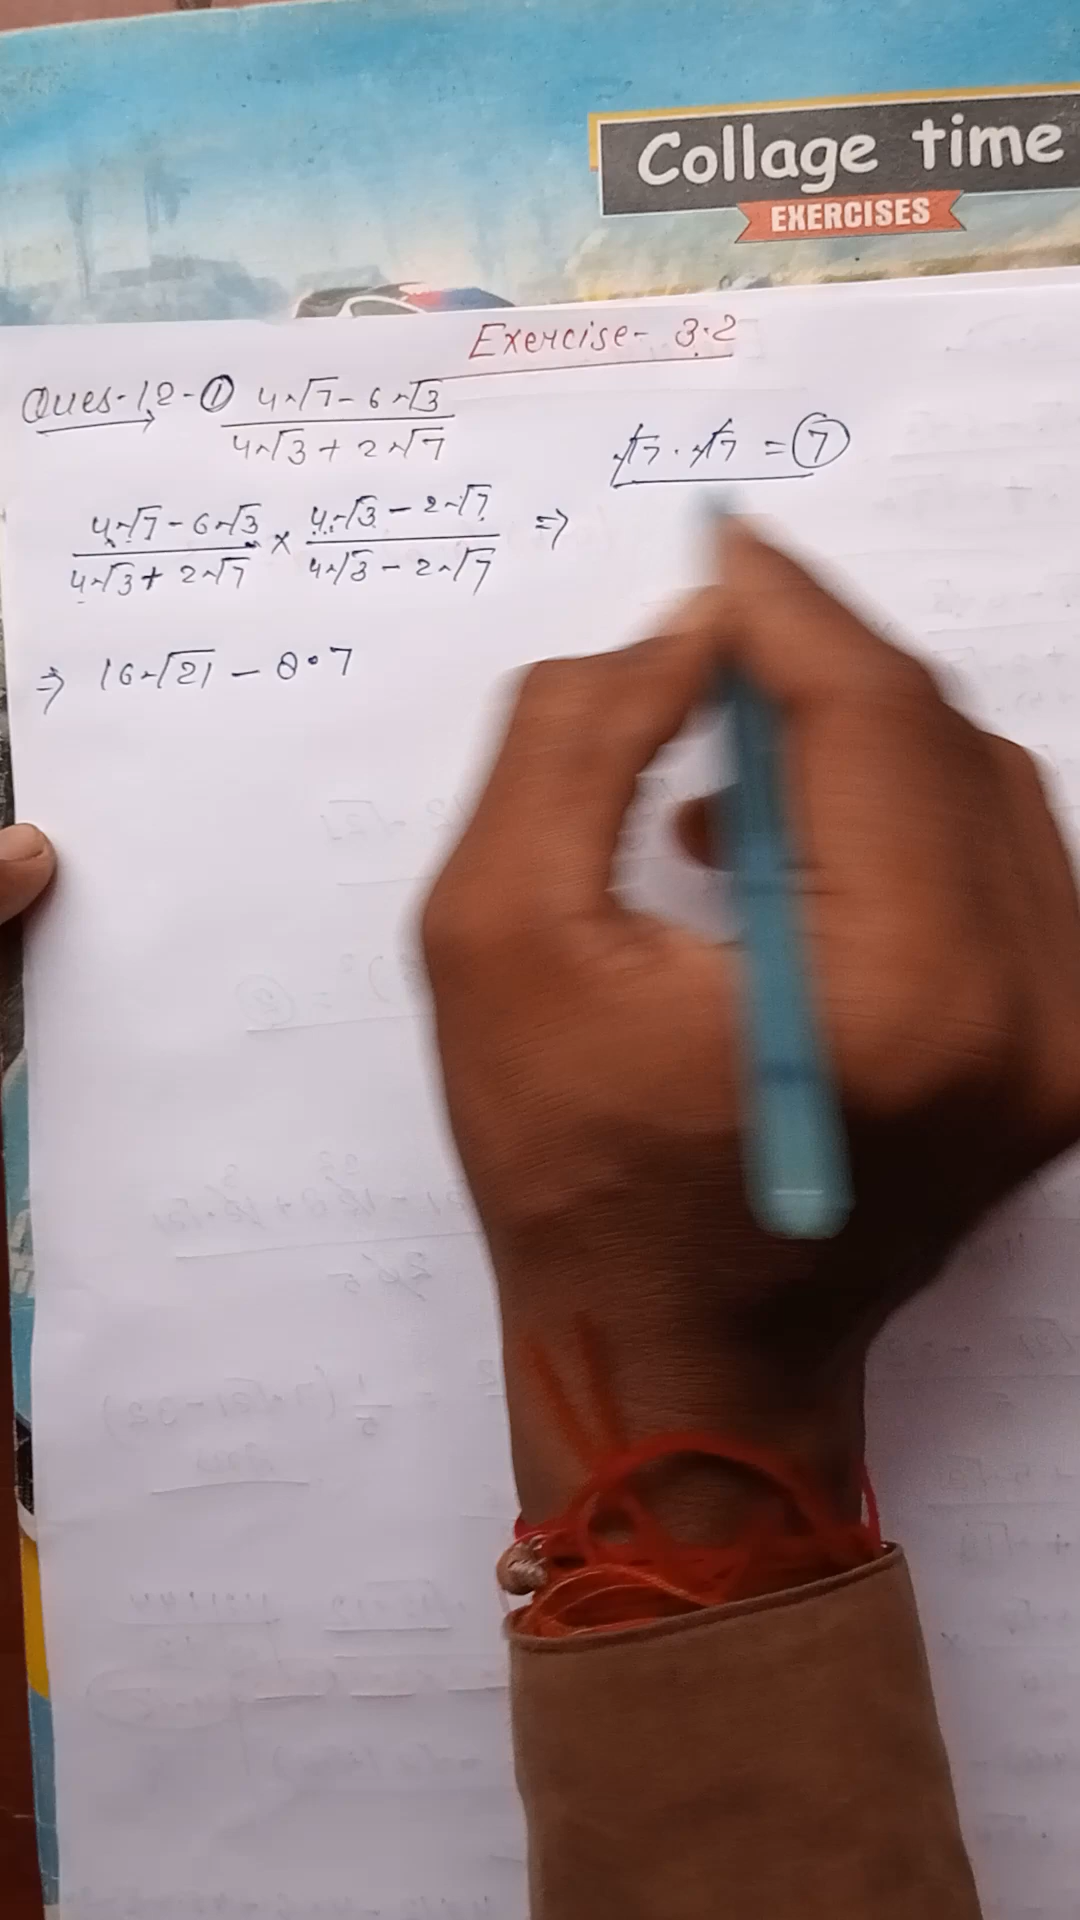 Collage time
EXERCISES
Exercise- 3.2
Ques-12-① (4√7 - 6√3)/(4√3 + 2√7)
√7 . √7 = 7
(4√7 - 6√3)/(4√3 + 2√7) × (4√3 - 2√7)/(4√3 - 2√7) ⇒
⇒ 16√21 - 8•7